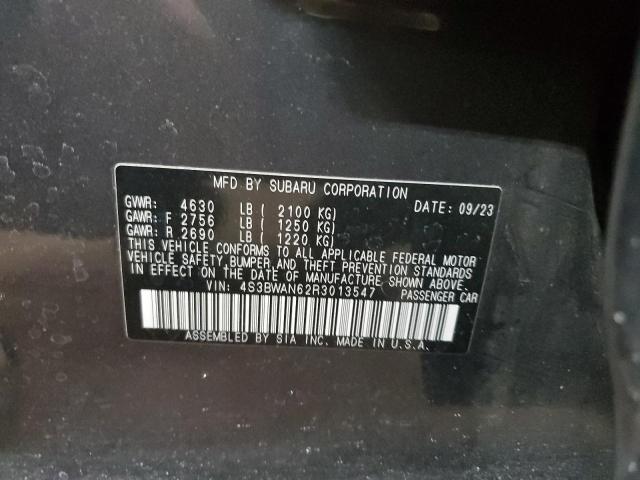 MFD BY SUBARU CORPORATION
GVWR: 4630 LB ( 2100 KG) DATE: 09/23
GAWR: F 2756 LB ( 1250 KG)
GAWR: R 2690 LB ( 1220 KG)
THIS VEHICLE CONFORMS TO ALL APPLICABLE FEDERAL MOTOR
VEHICLE SAFETY, BUMPER, AND THEFT PREVENTION STANDARDS
IN EFFECT ON THE DATE OF MANUFACTURE SHOWN ABOVE.
VIN: 4S3BWAN62R3013547 PASSENGER CAR
ASSEMBLED BY SIA INC. MADE IN U.S.A.